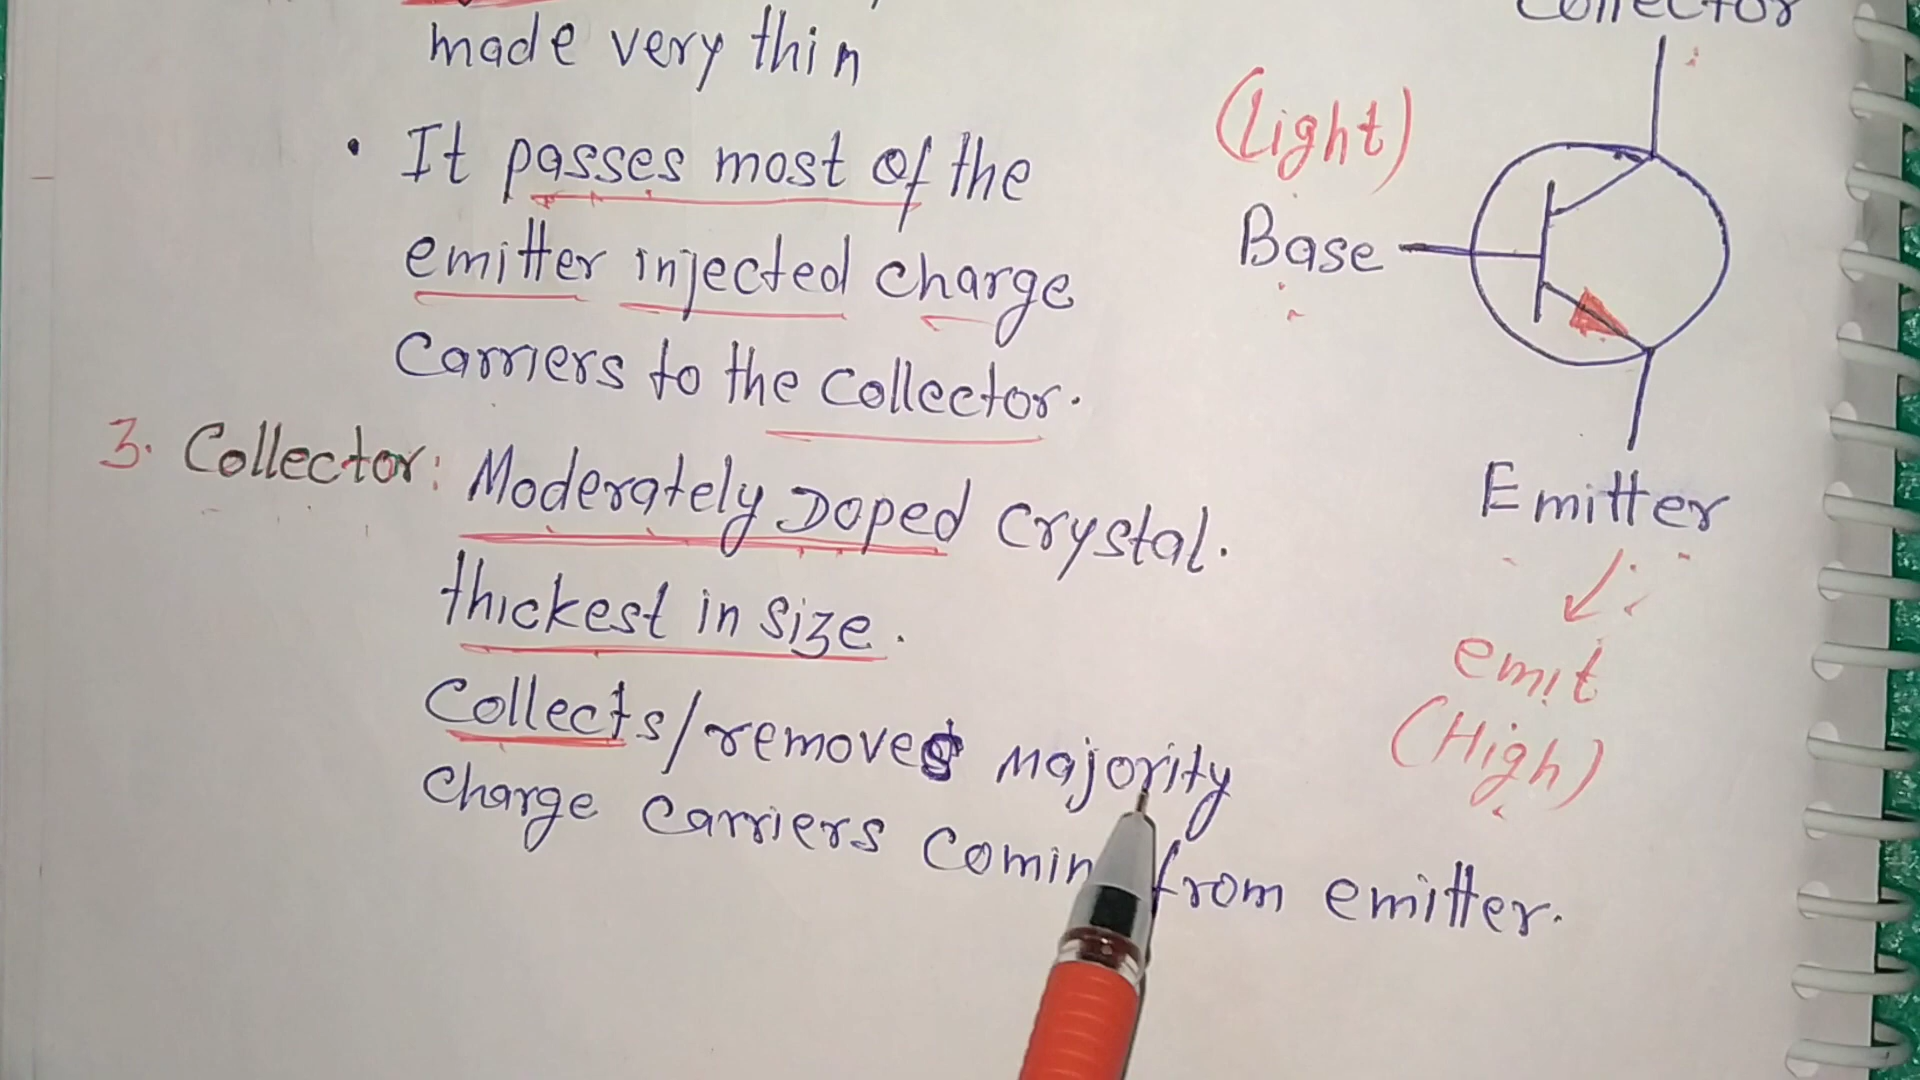 made very thin
• It passes most of the
emitter injected charge
Carriers to the Collector.
3. Collector: Moderately Doped Crystal.
thickest in size.
Collects/removes Majority
Charge Carriers Comin from emitter.
Collector
(Light)
Base
Emitter
emit
(High)